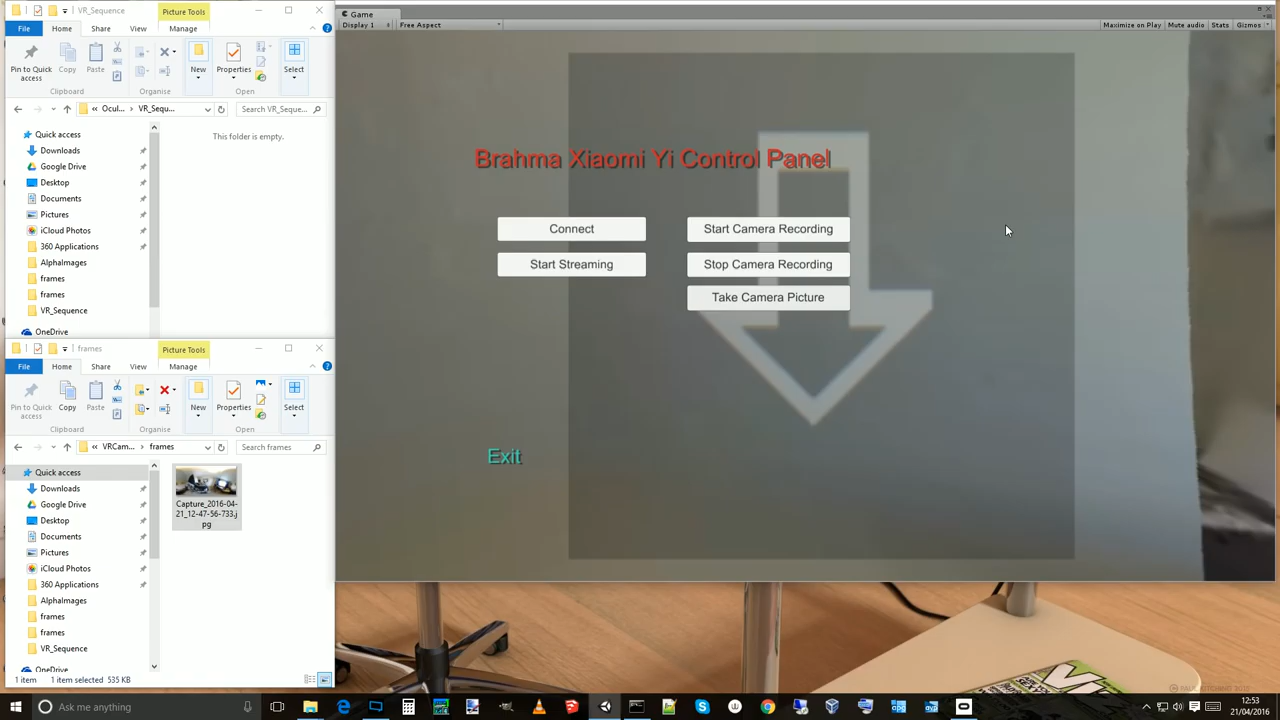 VR_Sequence
Picture Tools
File
Home
Share
View
Manage
Pin to Quick access
Copy
Paste
New
Properties
Select
Clipboard
Organise
Open
« Ocul... › VR_Sequ...
Search VR_Seque...
Quick access
Downloads
Google Drive
Desktop
Documents
Pictures
iCloud Photos
360 Applications
AlphaImages
frames
frames
VR_Sequence
OneDrive
This folder is empty.
frames
Picture Tools
File
Home
Share
View
Manage
Pin to Quick access
Copy
Paste
New
Properties
Select
Clipboard
Organise
Open
« VRCam... › frames
Search frames
Quick access
Downloads
Google Drive
Desktop
Documents
Pictures
iCloud Photos
360 Applications
AlphaImages
frames
frames
VR_Sequence
OneDrive
Capture_2016-04-
21_12-47-56-733.j
pg
1 item
1 item selected 535 KB
Game
Display 1
Free Aspect
Maximize on Play
Mute audio
Stats
Gizmos
Brahma Xiaomi Yi Control Panel
Connect
Start Camera Recording
Start Streaming
Stop Camera Recording
Take Camera Picture
Exit
Ask me anything
12:53
21/04/2016